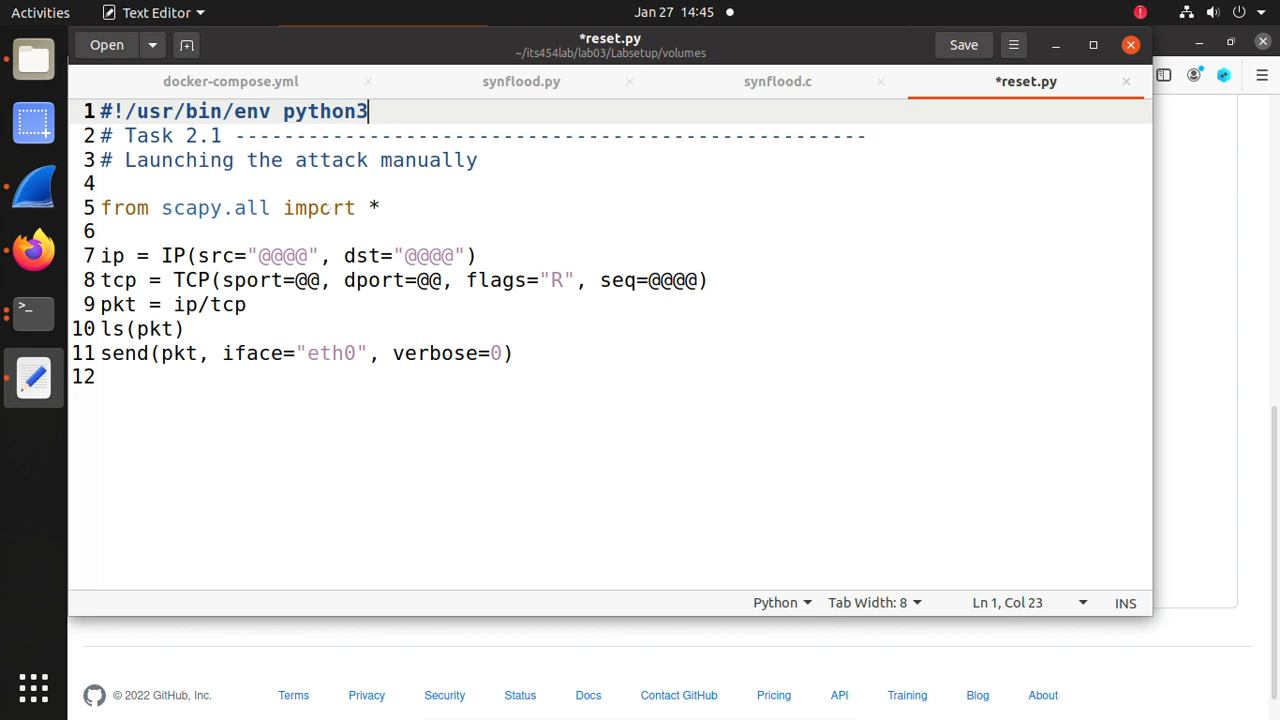 Activities
Text Editor
Jan 27 14:45
Open
*reset.py
~/its454lab/lab03/Labsetup/volumes
Save
docker-compose.yml
synflood.py
synflood.c
*reset.py
1 #!/usr/bin/env python3
2 # Task 2.1 ----------------------------------------------------
3 # Launching the attack manually
4
5 from scapy.all import *
6
7 ip = IP(src="@@@@", dst="@@@@")
8 tcp = TCP(sport=@@, dport=@@, flags="R", seq=@@@@)
9 pkt = ip/tcp
10 ls(pkt)
11 send(pkt, iface="eth0", verbose=0)
12
Python
Tab Width: 8
Ln 1, Col 23
INS
© 2022 GitHub, Inc.
Terms
Privacy
Security
Status
Docs
Contact GitHub
Pricing
API
Training
Blog
About